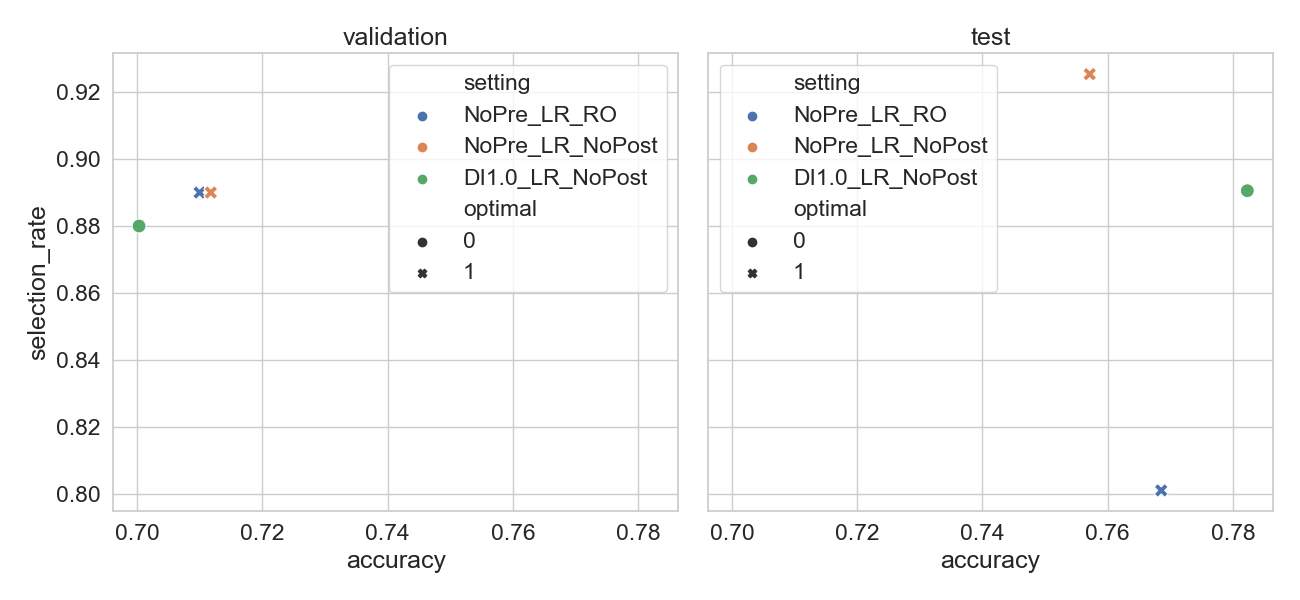 validation
test
setting
NoPre_LR_RO
NoPre_LR_NoPost
DI1.0_LR_NoPost
optimal
0
1
setting
NoPre_LR_RO
NoPre_LR_NoPost
DI1.0_LR_NoPost
optimal
0
1
selection_rate
0.92
0.90
0.88
0.86
0.84
0.82
0.80
0.70 0.72 0.74 0.76 0.78
accuracy
0.70 0.72 0.74 0.76 0.78
accuracy